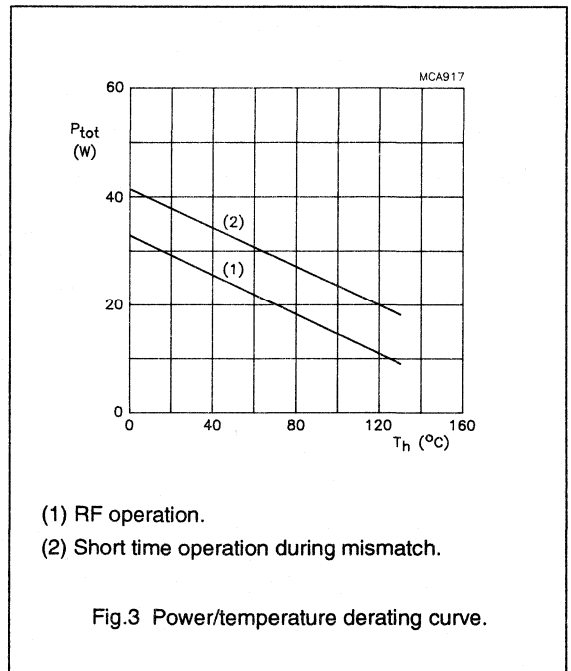 MCA917
60
Ptot
(W)
40
(2)
(1)
20
0
0 40 80 120 160
Th (°C)
(1) RF operation.
(2) Short time operation during mismatch.
Fig.3 Power/temperature derating curve.